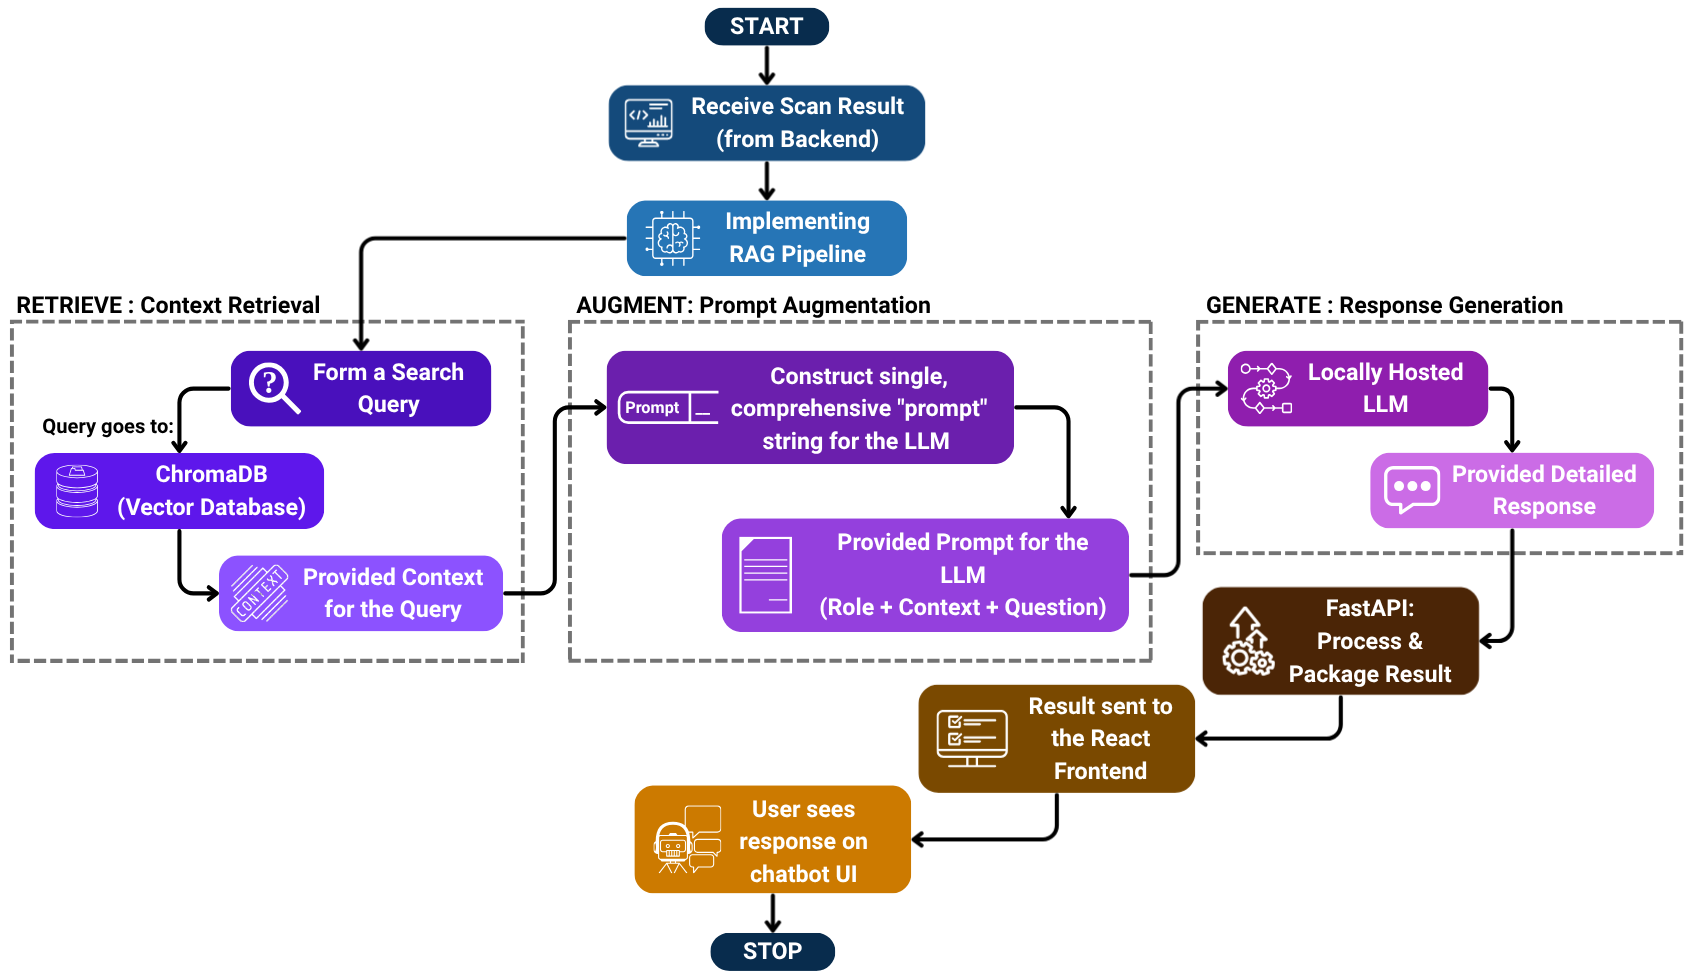 START
Receive Scan Result
(from Backend)
Implementing
RAG Pipeline
RETRIEVE : Context Retrieval
?
Form a Search
Query
Query goes to:
ChromaDB
(Vector Database)
CONTEXT
Provided Context
for the Query
AUGMENT: Prompt Augmentation
Prompt
Construct single,
comprehensive "prompt"
string for the LLM
Provided Prompt for the
LLM
(Role + Context + Question)
GENERATE : Response Generation
Locally Hosted
LLM
Provided Detailed
Response
FastAPI:
Process &
Package Result
Result sent to
the React
Frontend
User sees
response on
chatbot UI
STOP